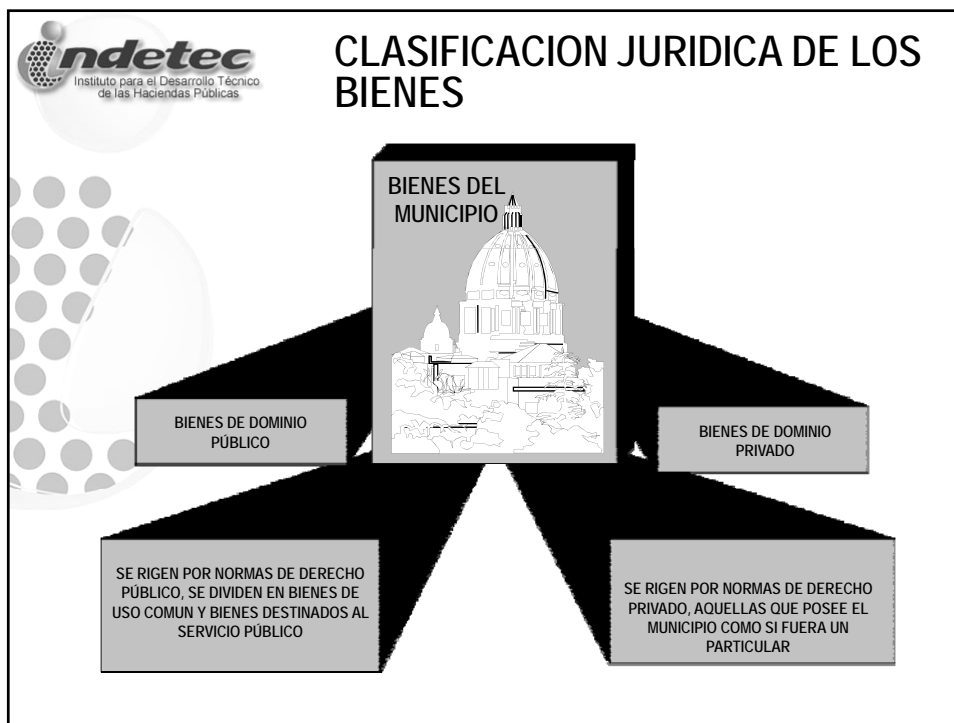 indetec
Instituto para el Desarrollo Técnico
de las Haciendas Públicas
CLASIFICACION JURIDICA DE LOS
BIENES
BIENES DEL
MUNICIPIO
BIENES DE DOMINIO
PÚBLICO
BIENES DE DOMINIO
PRIVADO
SE RIGEN POR NORMAS DE DERECHO
PÚBLICO, SE DIVIDEN EN BIENES DE
USO COMUN Y BIENES DESTINADOS AL
SERVICIO PÚBLICO
SE RIGEN POR NORMAS DE DERECHO
PRIVADO, AQUELLAS QUE POSEE EL
MUNICIPIO COMO SI FUERA UN
PARTICULAR